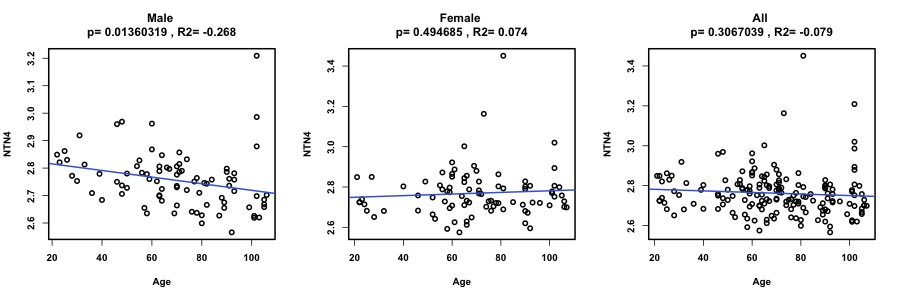 Male
p= 0.01360319 , R2= -0.268
NTN4
3.2
3.1
3.0
2.9
2.8
2.7
2.6
20 40 60 80 100
Age
Female
p= 0.494685 , R2= 0.074
NTN4
3.4
3.2
3.0
2.8
2.6
20 40 60 80 100
Age
All
p= 0.3067039 , R2= -0.079
NTN4
3.4
3.2
3.0
2.8
2.6
20 40 60 80 100
Age